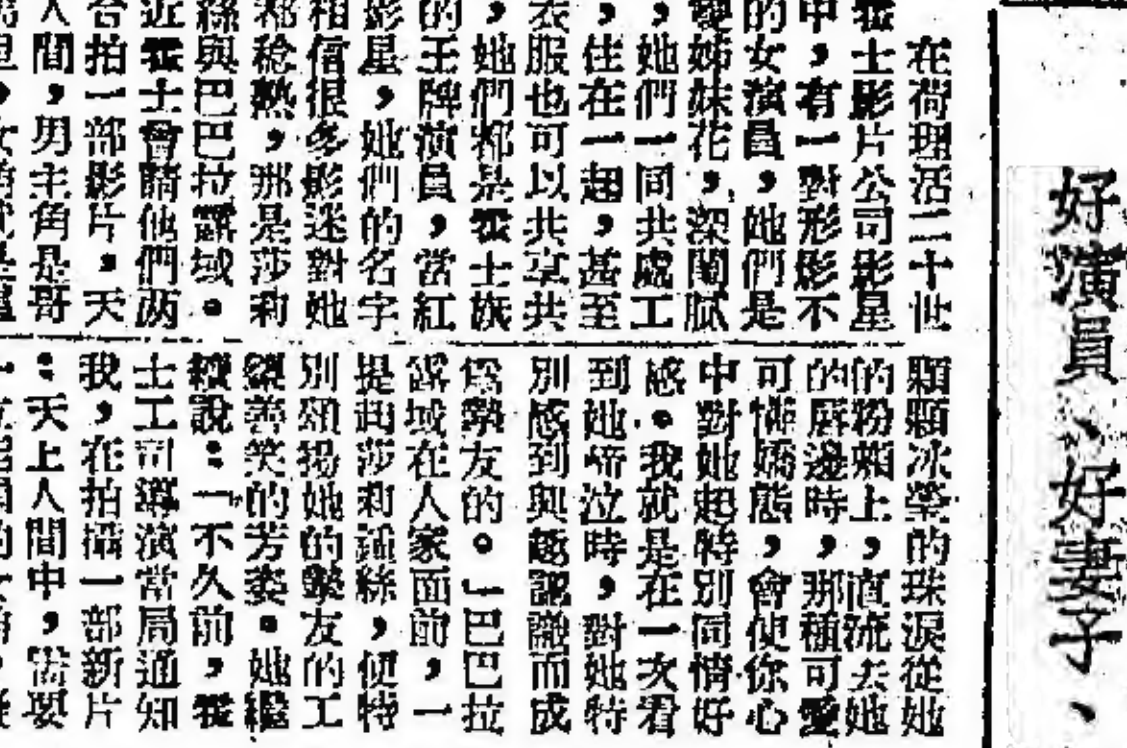 好演員、好妻子、
在荷理活二十世
霍士影片公司影星
中，有一對形影不
的女演員，她們是
變姊妹花，深閨膩
，她們一同共處工
，住在一起，甚至
衣服也可以共享共
，她們都是霍士族
的王牌演員，當紅
影星，她們的名字
相信很多影迷對她
都稔熟，那是莎莉
絲與巴巴拉露域。
近霍士會請他們兩
合拍一部影片，天
人間，男主角是哥
顆顆冰瑩的珠淚從她
的粉頰上，直流去她
的唇邊時，那種可愛
可憐嬌態，會使你心
中對她起特別同情好
感。我就是在一次看
到她啼泣時，對她特
別感到興趣認識而成
為摯友的。」巴巴拉
露域在人家面前，一
提起莎莉絲，便特
別頌揚她的摯友的工
善笑的芳姿。她繼
續說：「不久前，霍
士工司導演當局通知
我，在拍攝一部新片
：天上人間中，需要